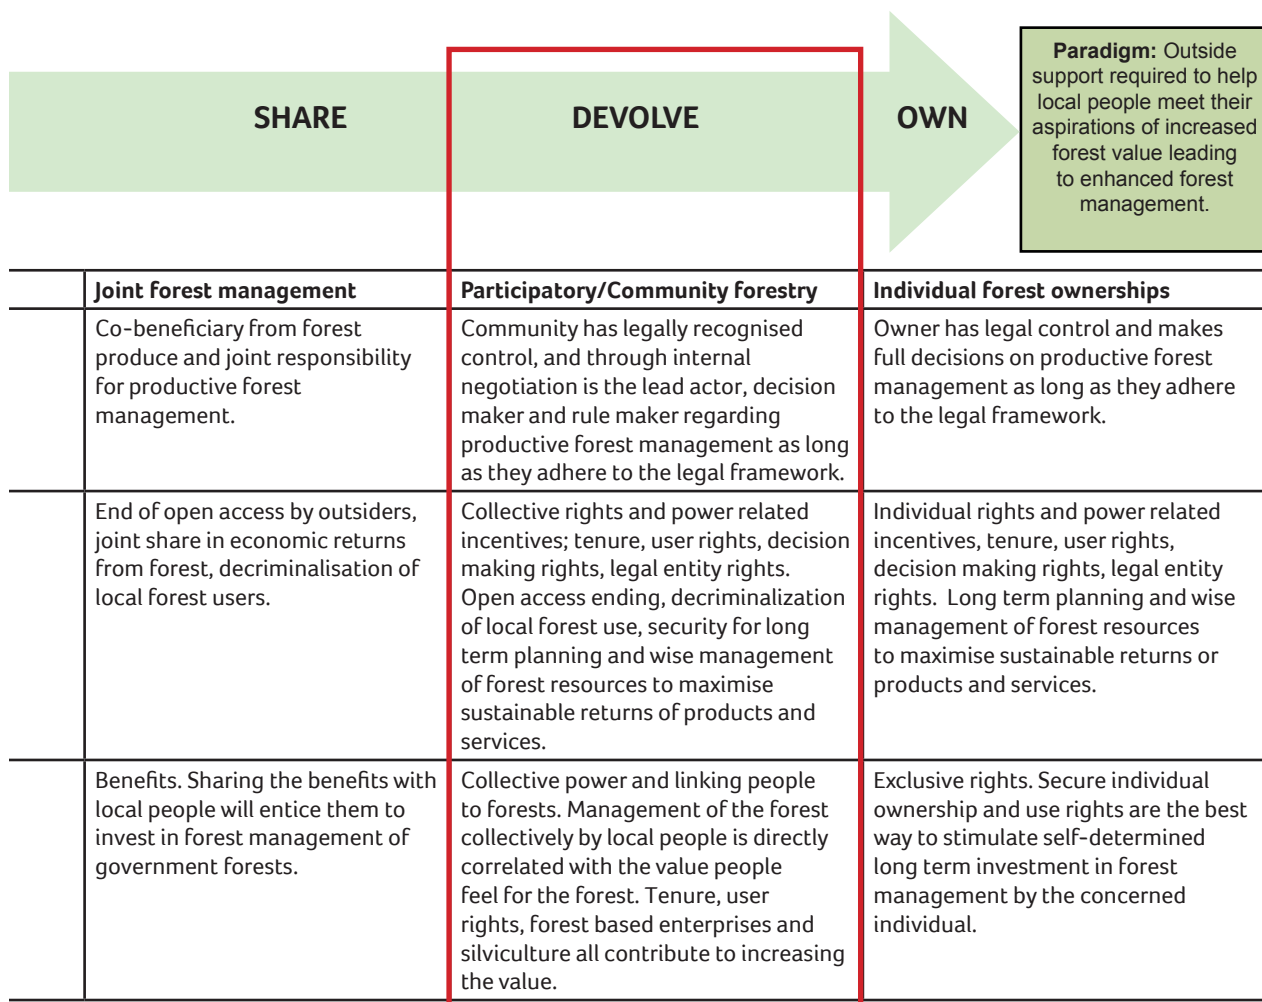 SHARE
DEVOLVE
OWN
Paradigm: Outside
support required to help
local people meet their
aspirations of increased
forest value leading
to enhanced forest
management.
Joint forest management
Participatory/Community forestry
Individual forest ownerships
Co-beneficiary from forest
produce and joint responsibility
for productive forest
management.
Community has legally recognised
control, and through internal
negotiation is the lead actor, decision
maker and rule maker regarding
productive forest management as long
as they adhere to the legal framework.
Owner has legal control and makes
full decisions on productive forest
management as long as they adhere
to the legal framework.
End of open access by outsiders,
joint share in economic returns
from forest, decriminalisation of
local forest users.
Collective rights and power related
incentives; tenure, user rights, decision
making rights, legal entity rights.
Open access ending, decriminalization
of local forest use, security for long
term planning and wise management
of forest resources to maximise
sustainable returns of products and
services.
Individual rights and power related
incentives, tenure, user rights,
decision making rights, legal entity
rights.  Long term planning and wise
management of forest resources
to maximise sustainable returns or
products and services.
Benefits. Sharing the benefits with
local people will entice them to
invest in forest management of
government forests.
Collective power and linking people
to forests. Management of the forest
collectively by local people is directly
correlated with the value people
feel for the forest. Tenure, user
rights, forest based enterprises and
silviculture all contribute to increasing
the value.
Exclusive rights. Secure individual
ownership and use rights are the best
way to stimulate self-determined
long term investment in forest
management by the concerned
individual.